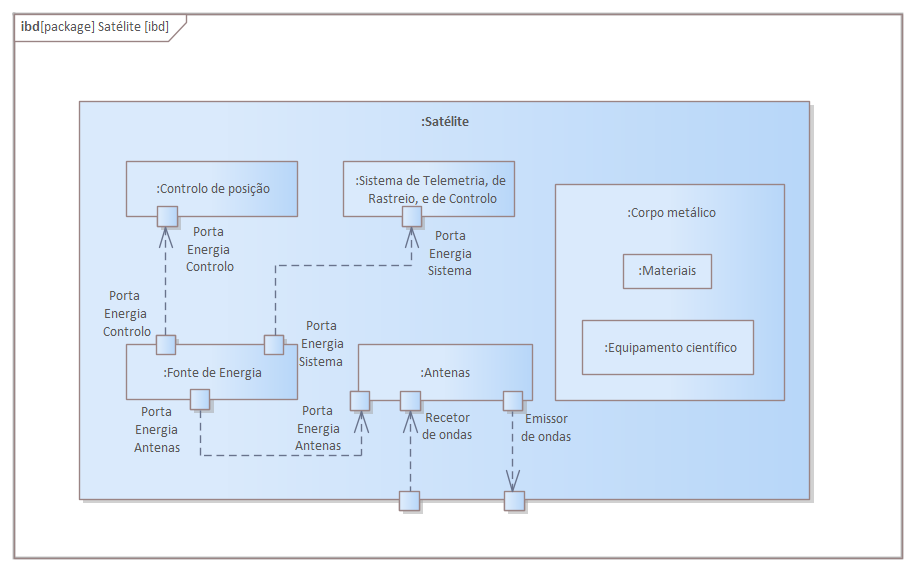 ibd[package] Satélite [ibd]
:Satélite
:Controlo de posição
:Sistema de Telemetria, de
Rastreio, e de Controlo
:Corpo metálico
Porta
Energia
Controlo
Porta
Energia
Sistema
:Materiais
Porta
Energia
Controlo
Porta
Energia
Sistema
:Equipamento científico
:Fonte de Energia
:Antenas
Porta
Energia
Antenas
Porta
Energia
Antenas
Recetor
de ondas
Emissor
de ondas